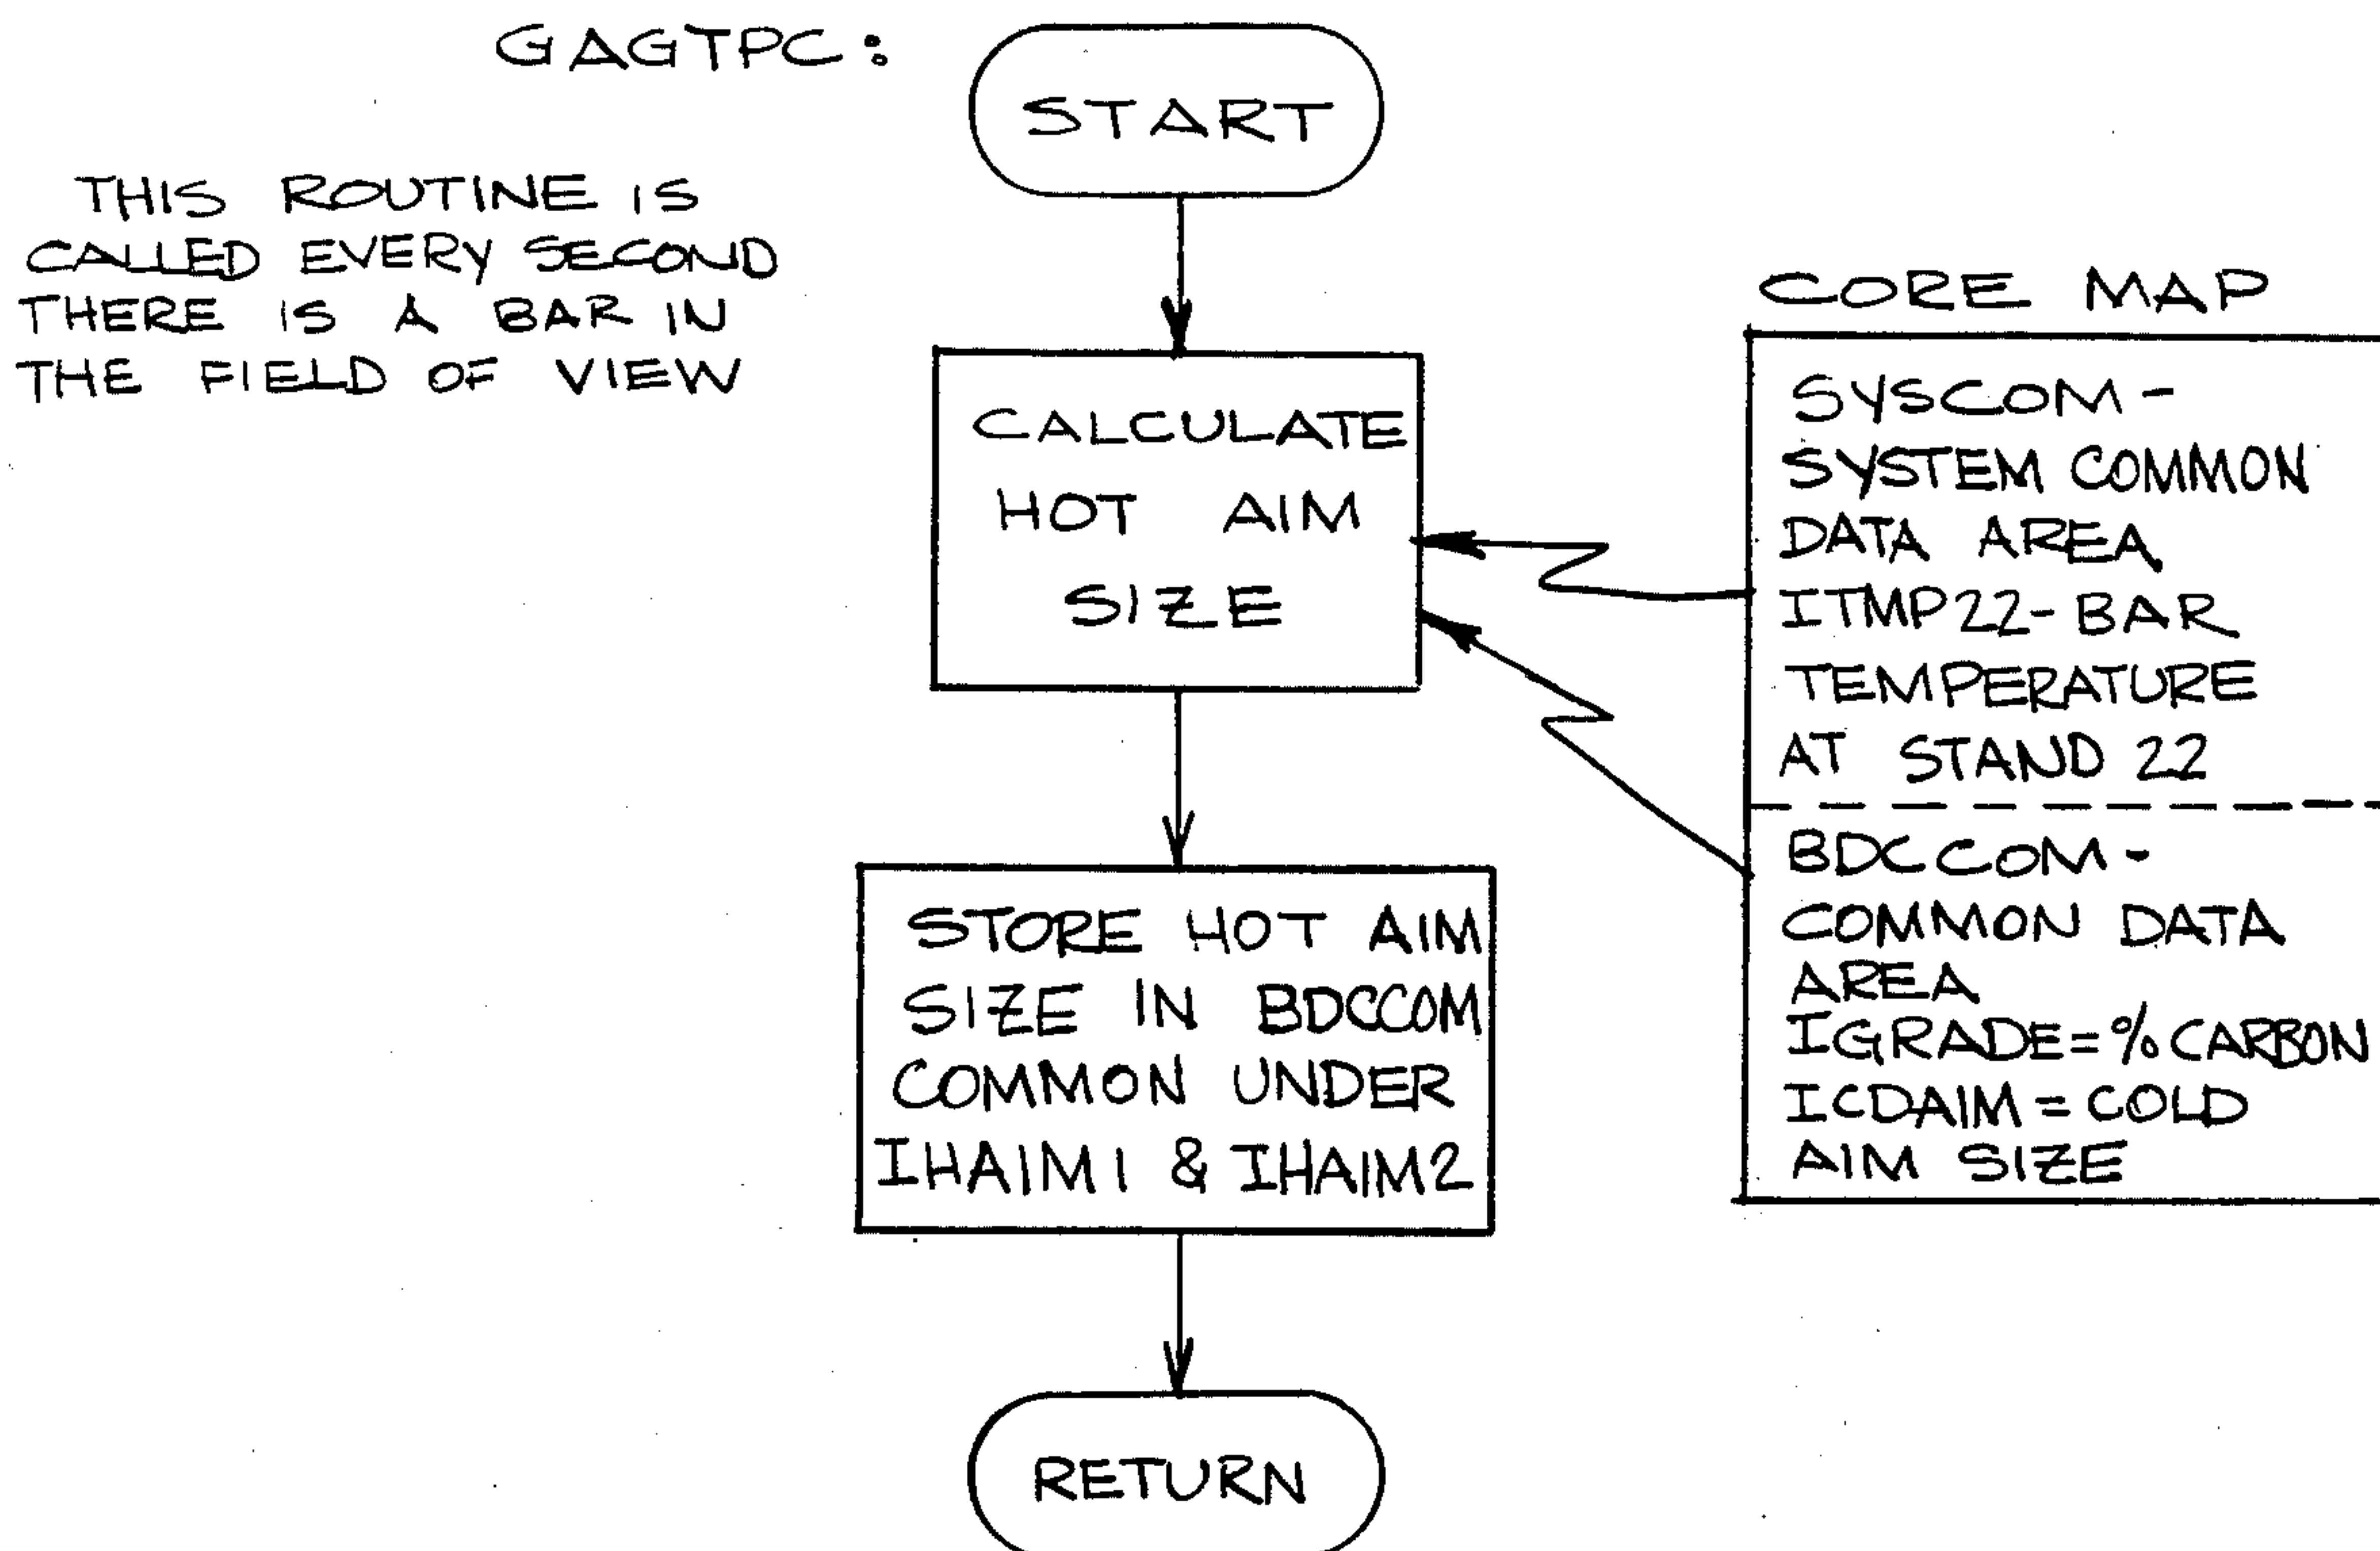 GAGTPC:
START
THIS ROUTINE IS
CALLED EVERY SECOND
THERE IS A BAR IN
THE FIELD OF VIEW
CALCULATE
HOT AIM
SIZE
STORE HOT AIM
SIZE IN BDCCOM
COMMON UNDER
IHAIM1 & IHAIM2
RETURN
CORE MAP
SYSCOM-
SYSTEM COMMON
DATA AREA
ITMP22-BAR
TEMPERATURE
AT STAND 22
BDCCOM-
COMMON DATA
AREA
IGRADE=%CARBON
ICDAIM=COLD
AIM SIZE